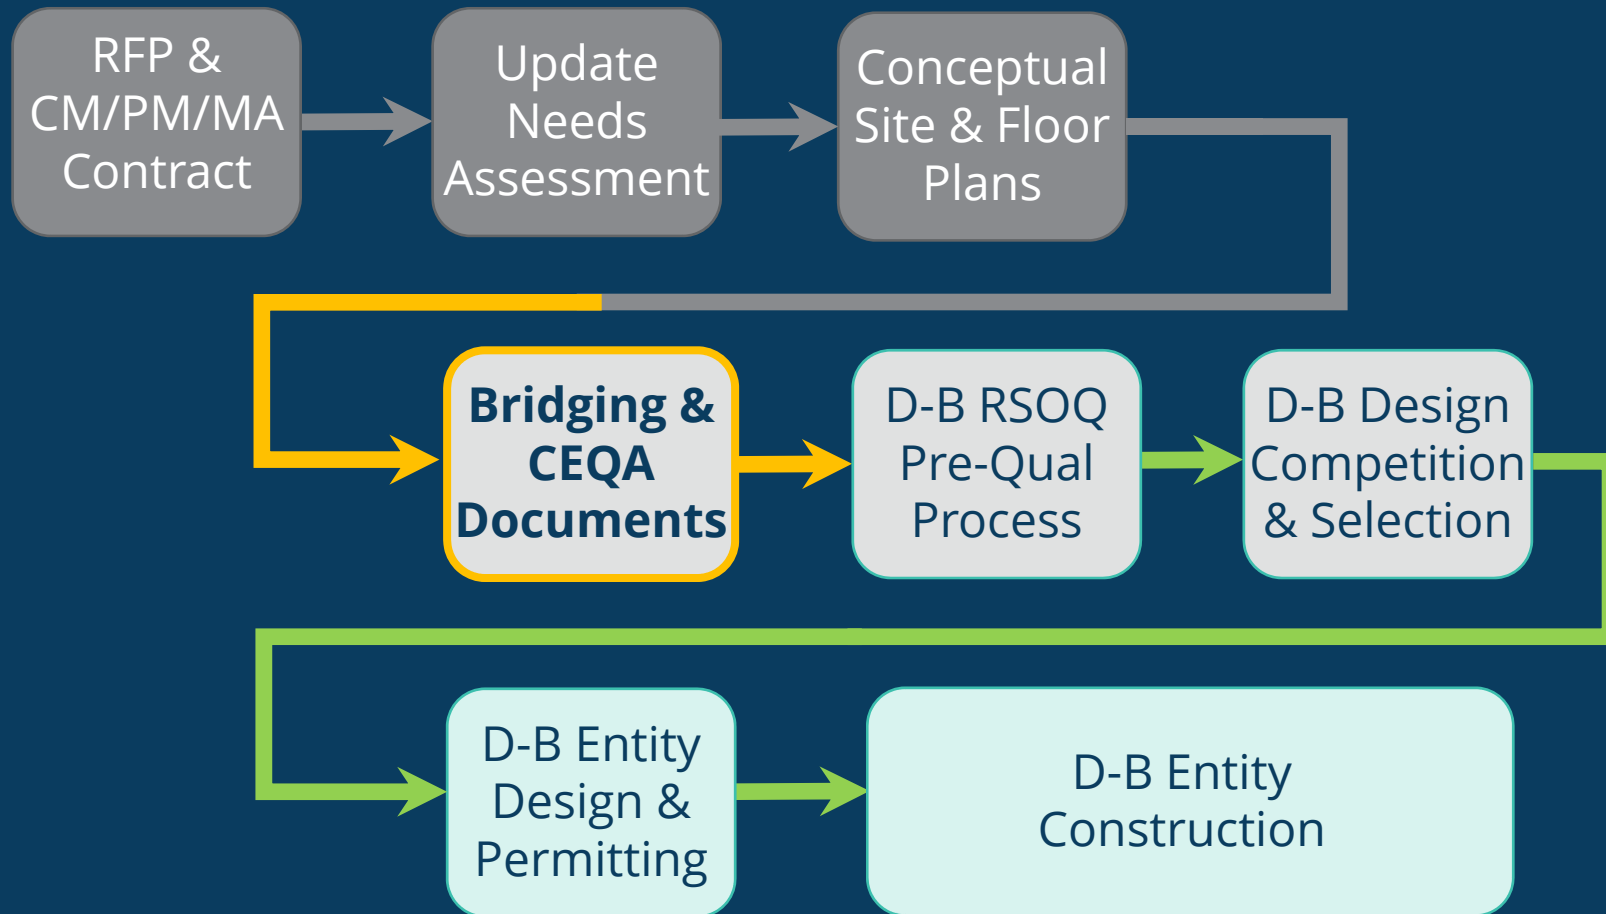 RFP &
CM/PM/MA
Contract
Update
Needs
Assessment
Conceptual
Site & Floor
Plans
Bridging &
CEQA
Documents
D-B RSOQ
Pre-Qual
Process
D-B Design
Competition
& Selection
D-B Entity
Design &
Permitting
D-B Entity
Construction